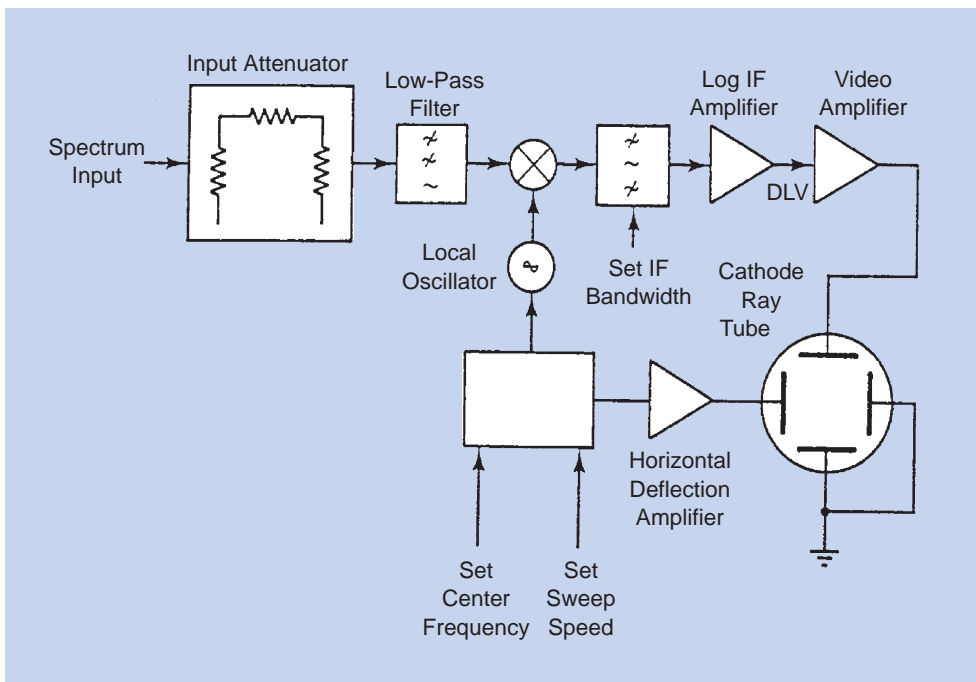 Input Attenuator
Low-Pass
Filter
Log IF
Amplifier
Video
Amplifier
Spectrum
Input
DLV
Local
Oscillator
Set IF
Bandwidth
Cathode
Ray
Tube
Horizontal
Deflection
Amplifier
Set
Center
Frequency
Set
Sweep
Speed